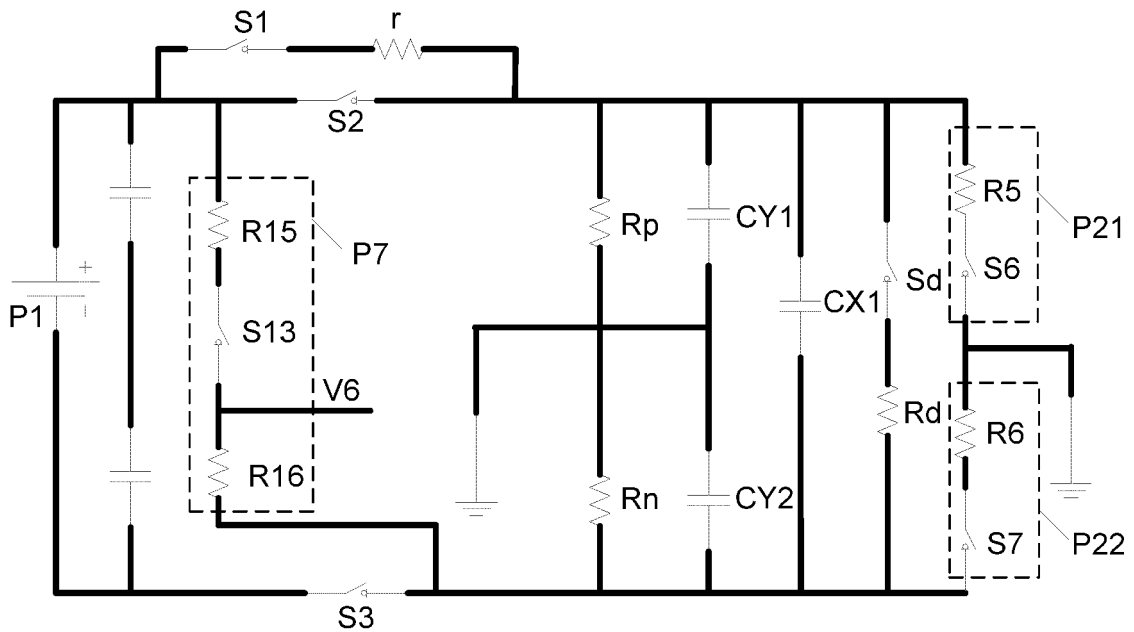 S1
r
S2
R15
P7
Rp
CY1
R5
P21
+
P1
-
S13
V6
Sd
S6
CX1
Rd
R16
Rn
CY2
R6
S7
P22
S3